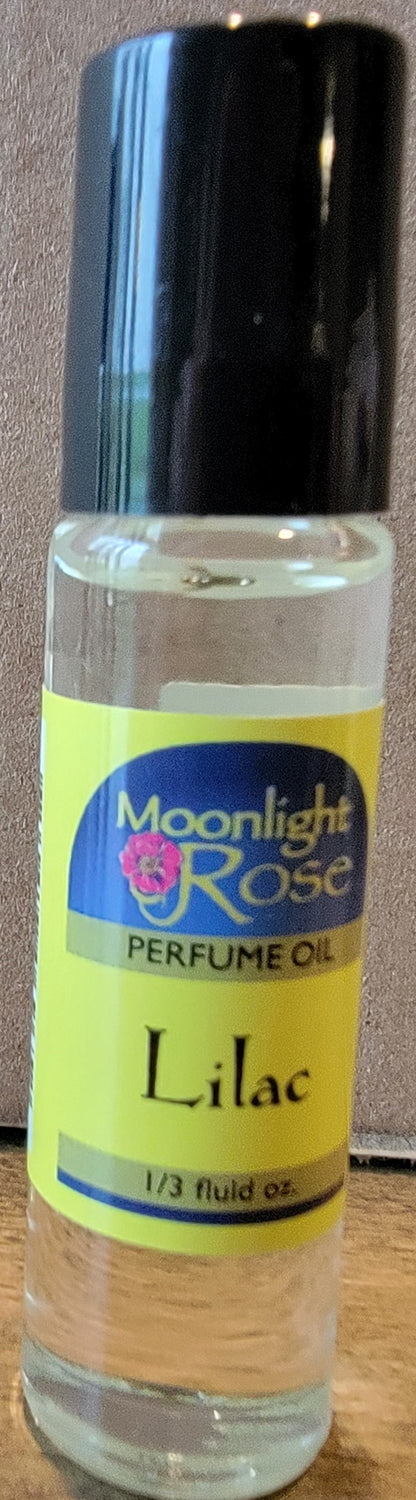 Moonlight
Rose
PERFUME OIL
Lilac
1/3 fluid oz.